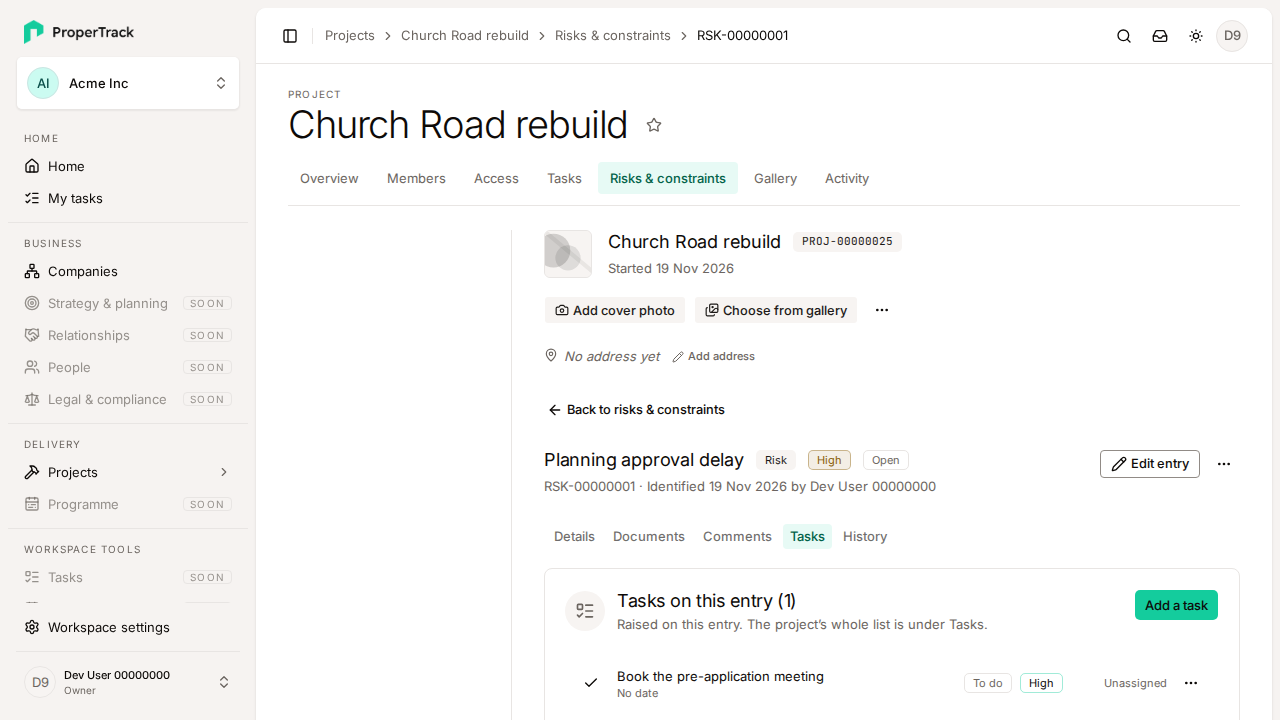 ProperTrack
AI
Acme Inc
HOME
Home
My tasks
BUSINESS
Companies
Strategy & planning SOON
Relationships SOON
People SOON
Legal & compliance SOON
DELIVERY
Projects
Programme SOON
WORKSPACE TOOLS
Tasks SOON
Workspace settings
D9
Dev User 00000000
Owner
Projects > Church Road rebuild > Risks & constraints > RSK-00000001
D9
PROJECT
Church Road rebuild
Overview Members Access Tasks Risks & constraints Gallery Activity
Church Road rebuild PROJ-00000025
Started 19 Nov 2026
Add cover photo Choose from gallery
No address yet Add address
Back to risks & constraints
Planning approval delay Risk High Open
Edit entry
RSK-00000001 · Identified 19 Nov 2026 by Dev User 00000000
Details Documents Comments Tasks History
Tasks on this entry (1)
Raised on this entry. The project's whole list is under Tasks.
Add a task
Book the pre-application meeting
No date
To do High Unassigned